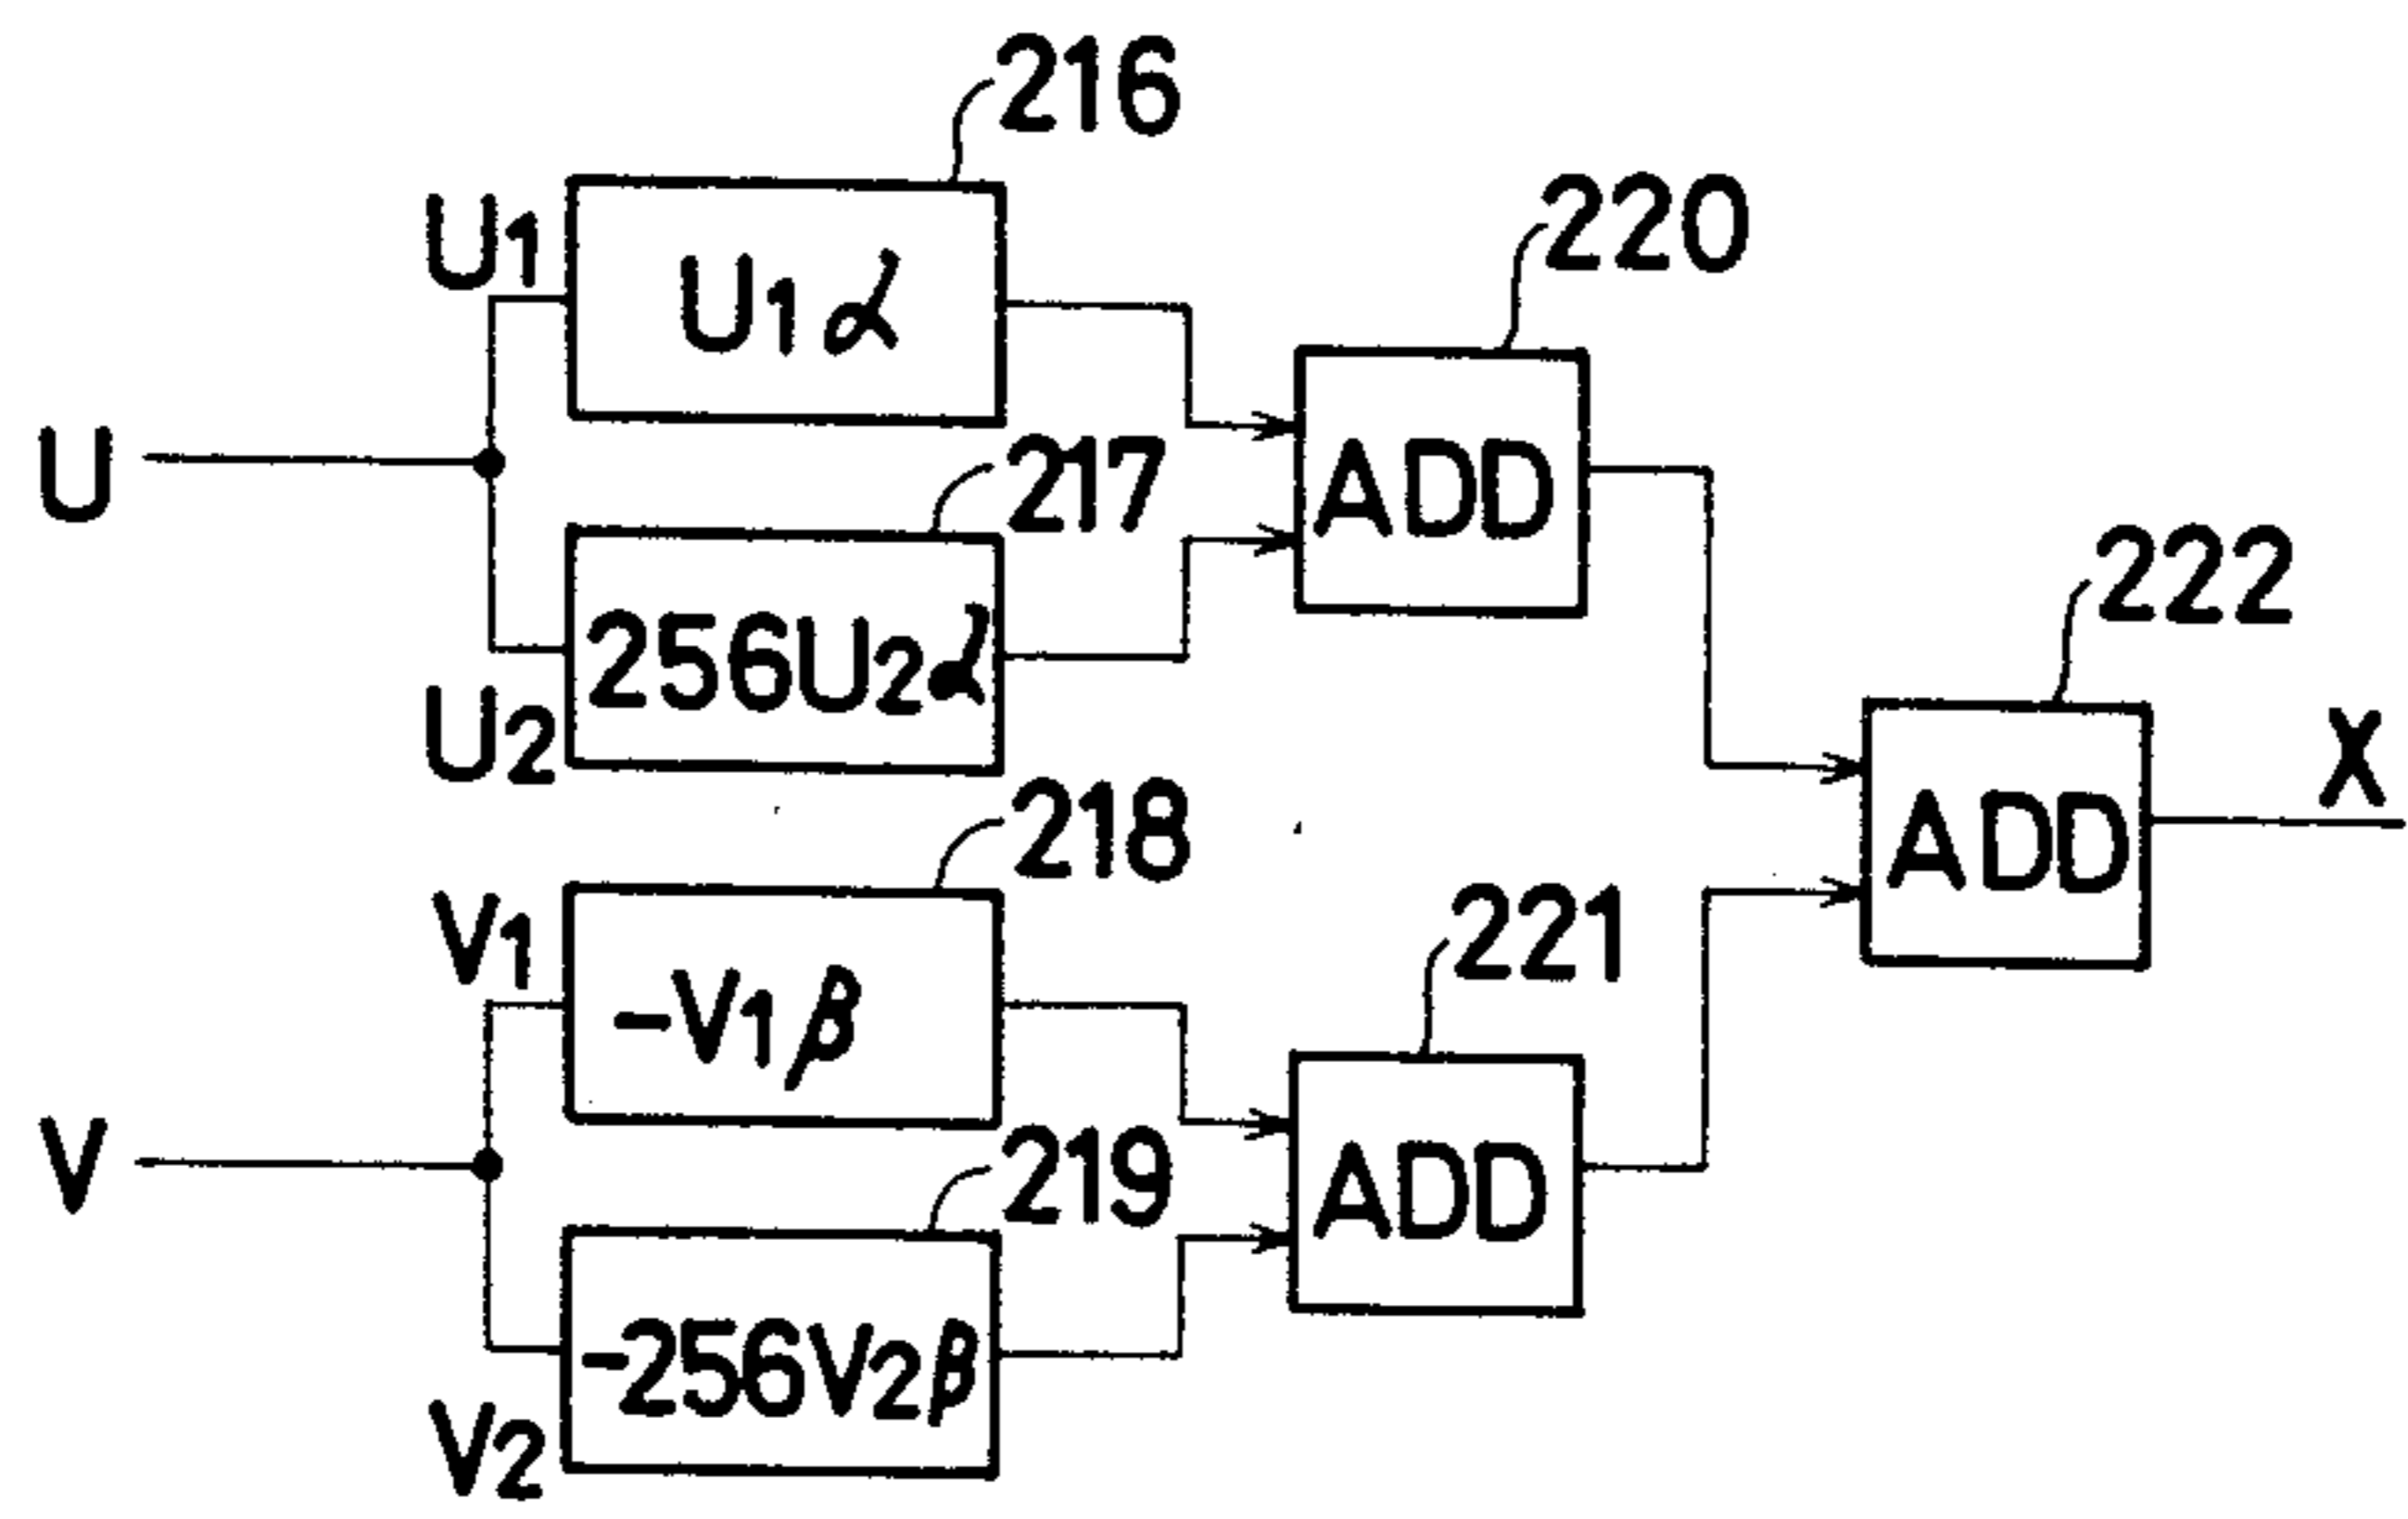 216
U1
U1α
220
U
217
256U2α
ADD
U2
222
218
X
ADD
V1
-V1β
221
V
219
ADD
-256V2β
V2